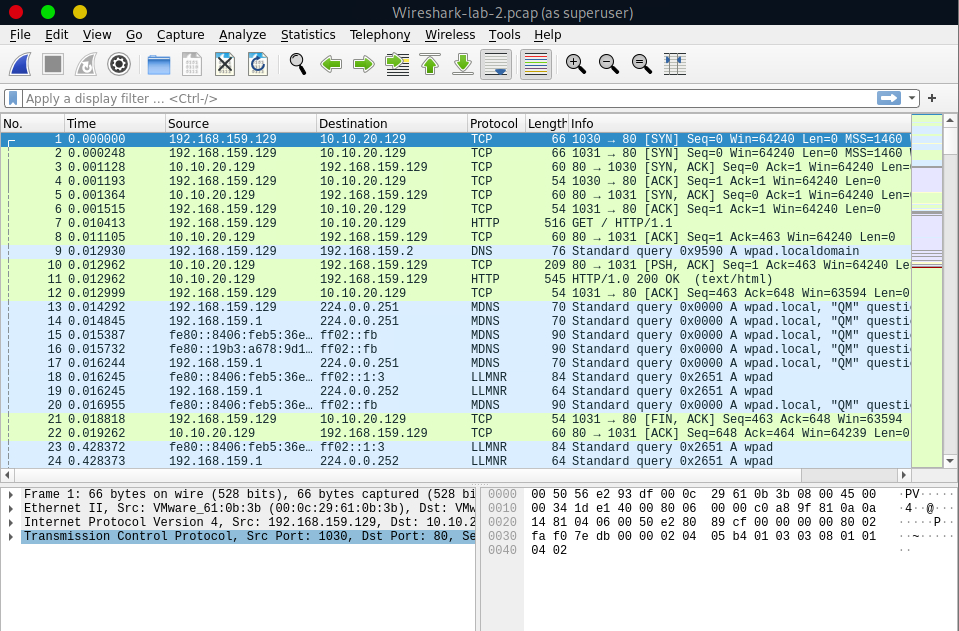 Wireshark-lab-2.pcap (as superuser)
File Edit View Go Capture Analyze Statistics Telephony Wireless Tools Help
Apply a display filter … <Ctrl-/>
No. Time Source Destination Protocol Length Info
1 0.000000 192.168.159.129 10.10.20.129 TCP 66 1030 → 80 [SYN] Seq=0 Win=64240 Len=0 MSS=1460
2 0.000248 192.168.159.129 10.10.20.129 TCP 66 1031 → 80 [SYN] Seq=0 Win=64240 Len=0 MSS=1460
3 0.001128 10.10.20.129 192.168.159.129 TCP 60 80 → 1030 [SYN, ACK] Seq=0 Ack=1 Win=64240 Len=
4 0.001193 192.168.159.129 10.10.20.129 TCP 54 1030 → 80 [ACK] Seq=1 Ack=1 Win=64240 Len=0
5 0.001364 10.10.20.129 192.168.159.129 TCP 60 80 → 1031 [SYN, ACK] Seq=0 Ack=1 Win=64240 Len=
6 0.001515 192.168.159.129 10.10.20.129 TCP 54 1031 → 80 [ACK] Seq=1 Ack=1 Win=64240 Len=0
7 0.010413 192.168.159.129 10.10.20.129 HTTP 516 GET / HTTP/1.1
8 0.011105 10.10.20.129 192.168.159.129 TCP 60 80 → 1031 [ACK] Seq=1 Ack=463 Win=64240 Len=0
9 0.012930 192.168.159.129 192.168.159.2 DNS 76 Standard query 0x9590 A wpad.localdomain
10 0.012962 10.10.20.129 192.168.159.129 TCP 209 80 → 1031 [PSH, ACK] Seq=1 Ack=463 Win=64240 Le
11 0.012962 10.10.20.129 192.168.159.129 HTTP 545 HTTP/1.0 200 OK (text/html)
12 0.012999 192.168.159.129 10.10.20.129 TCP 54 1031 → 80 [ACK] Seq=463 Ack=648 Win=63594 Len=0
13 0.014292 192.168.159.129 224.0.0.251 MDNS 70 Standard query 0x0000 A wpad.local, "QM" questi
14 0.014845 192.168.159.1 224.0.0.251 MDNS 70 Standard query 0x0000 A wpad.local, "QM" questi
15 0.015387 fe80::8406:feb5:36e… ff02::fb MDNS 90 Standard query 0x0000 A wpad.local, "QM" questi
16 0.015732 fe80::19b3:a678:9d1… ff02::fb MDNS 90 Standard query 0x0000 A wpad.local, "QM" questi
17 0.016244 192.168.159.1 224.0.0.251 MDNS 70 Standard query 0x0000 A wpad.local, "QM" questi
18 0.016245 fe80::8406:feb5:36e… ff02::1:3 LLMNR 84 Standard query 0x2651 A wpad
19 0.016245 192.168.159.1 224.0.0.252 LLMNR 64 Standard query 0x2651 A wpad
20 0.016955 fe80::8406:feb5:36e… ff02::fb MDNS 90 Standard query 0x0000 A wpad.local, "QM" questi
21 0.018818 192.168.159.129 10.10.20.129 TCP 54 1031 → 80 [FIN, ACK] Seq=463 Ack=648 Win=63594
22 0.019262 10.10.20.129 192.168.159.129 TCP 60 80 → 1031 [ACK] Seq=648 Ack=464 Win=64239 Len=0
23 0.428372 fe80::8406:feb5:36e… ff02::1:3 LLMNR 84 Standard query 0x2651 A wpad
24 0.428373 192.168.159.1 224.0.0.252 LLMNR 64 Standard query 0x2651 A wpad
Frame 1: 66 bytes on wire (528 bits), 66 bytes captured (528 bi
Ethernet II, Src: VMware_61:0b:3b (00:0c:29:61:0b:3b), Dst: VMw
Internet Protocol Version 4, Src: 192.168.159.129, Dst: 10.10.2
Transmission Control Protocol, Src Port: 1030, Dst Port: 80, Se
0000 00 50 56 e2 93 df 00 0c 29 61 0b 3b 08 00 45 00 ·PV·····
0010 00 34 1d e1 40 00 80 06 00 00 c0 a8 9f 81 0a 0a ·4··@···
0020 14 81 04 06 00 50 e2 80 89 cf 00 00 00 00 80 02 ·····P··
0030 fa f0 7e db 00 00 02 04 05 b4 01 03 03 08 01 01 ··~·····
0040 04 02 ··